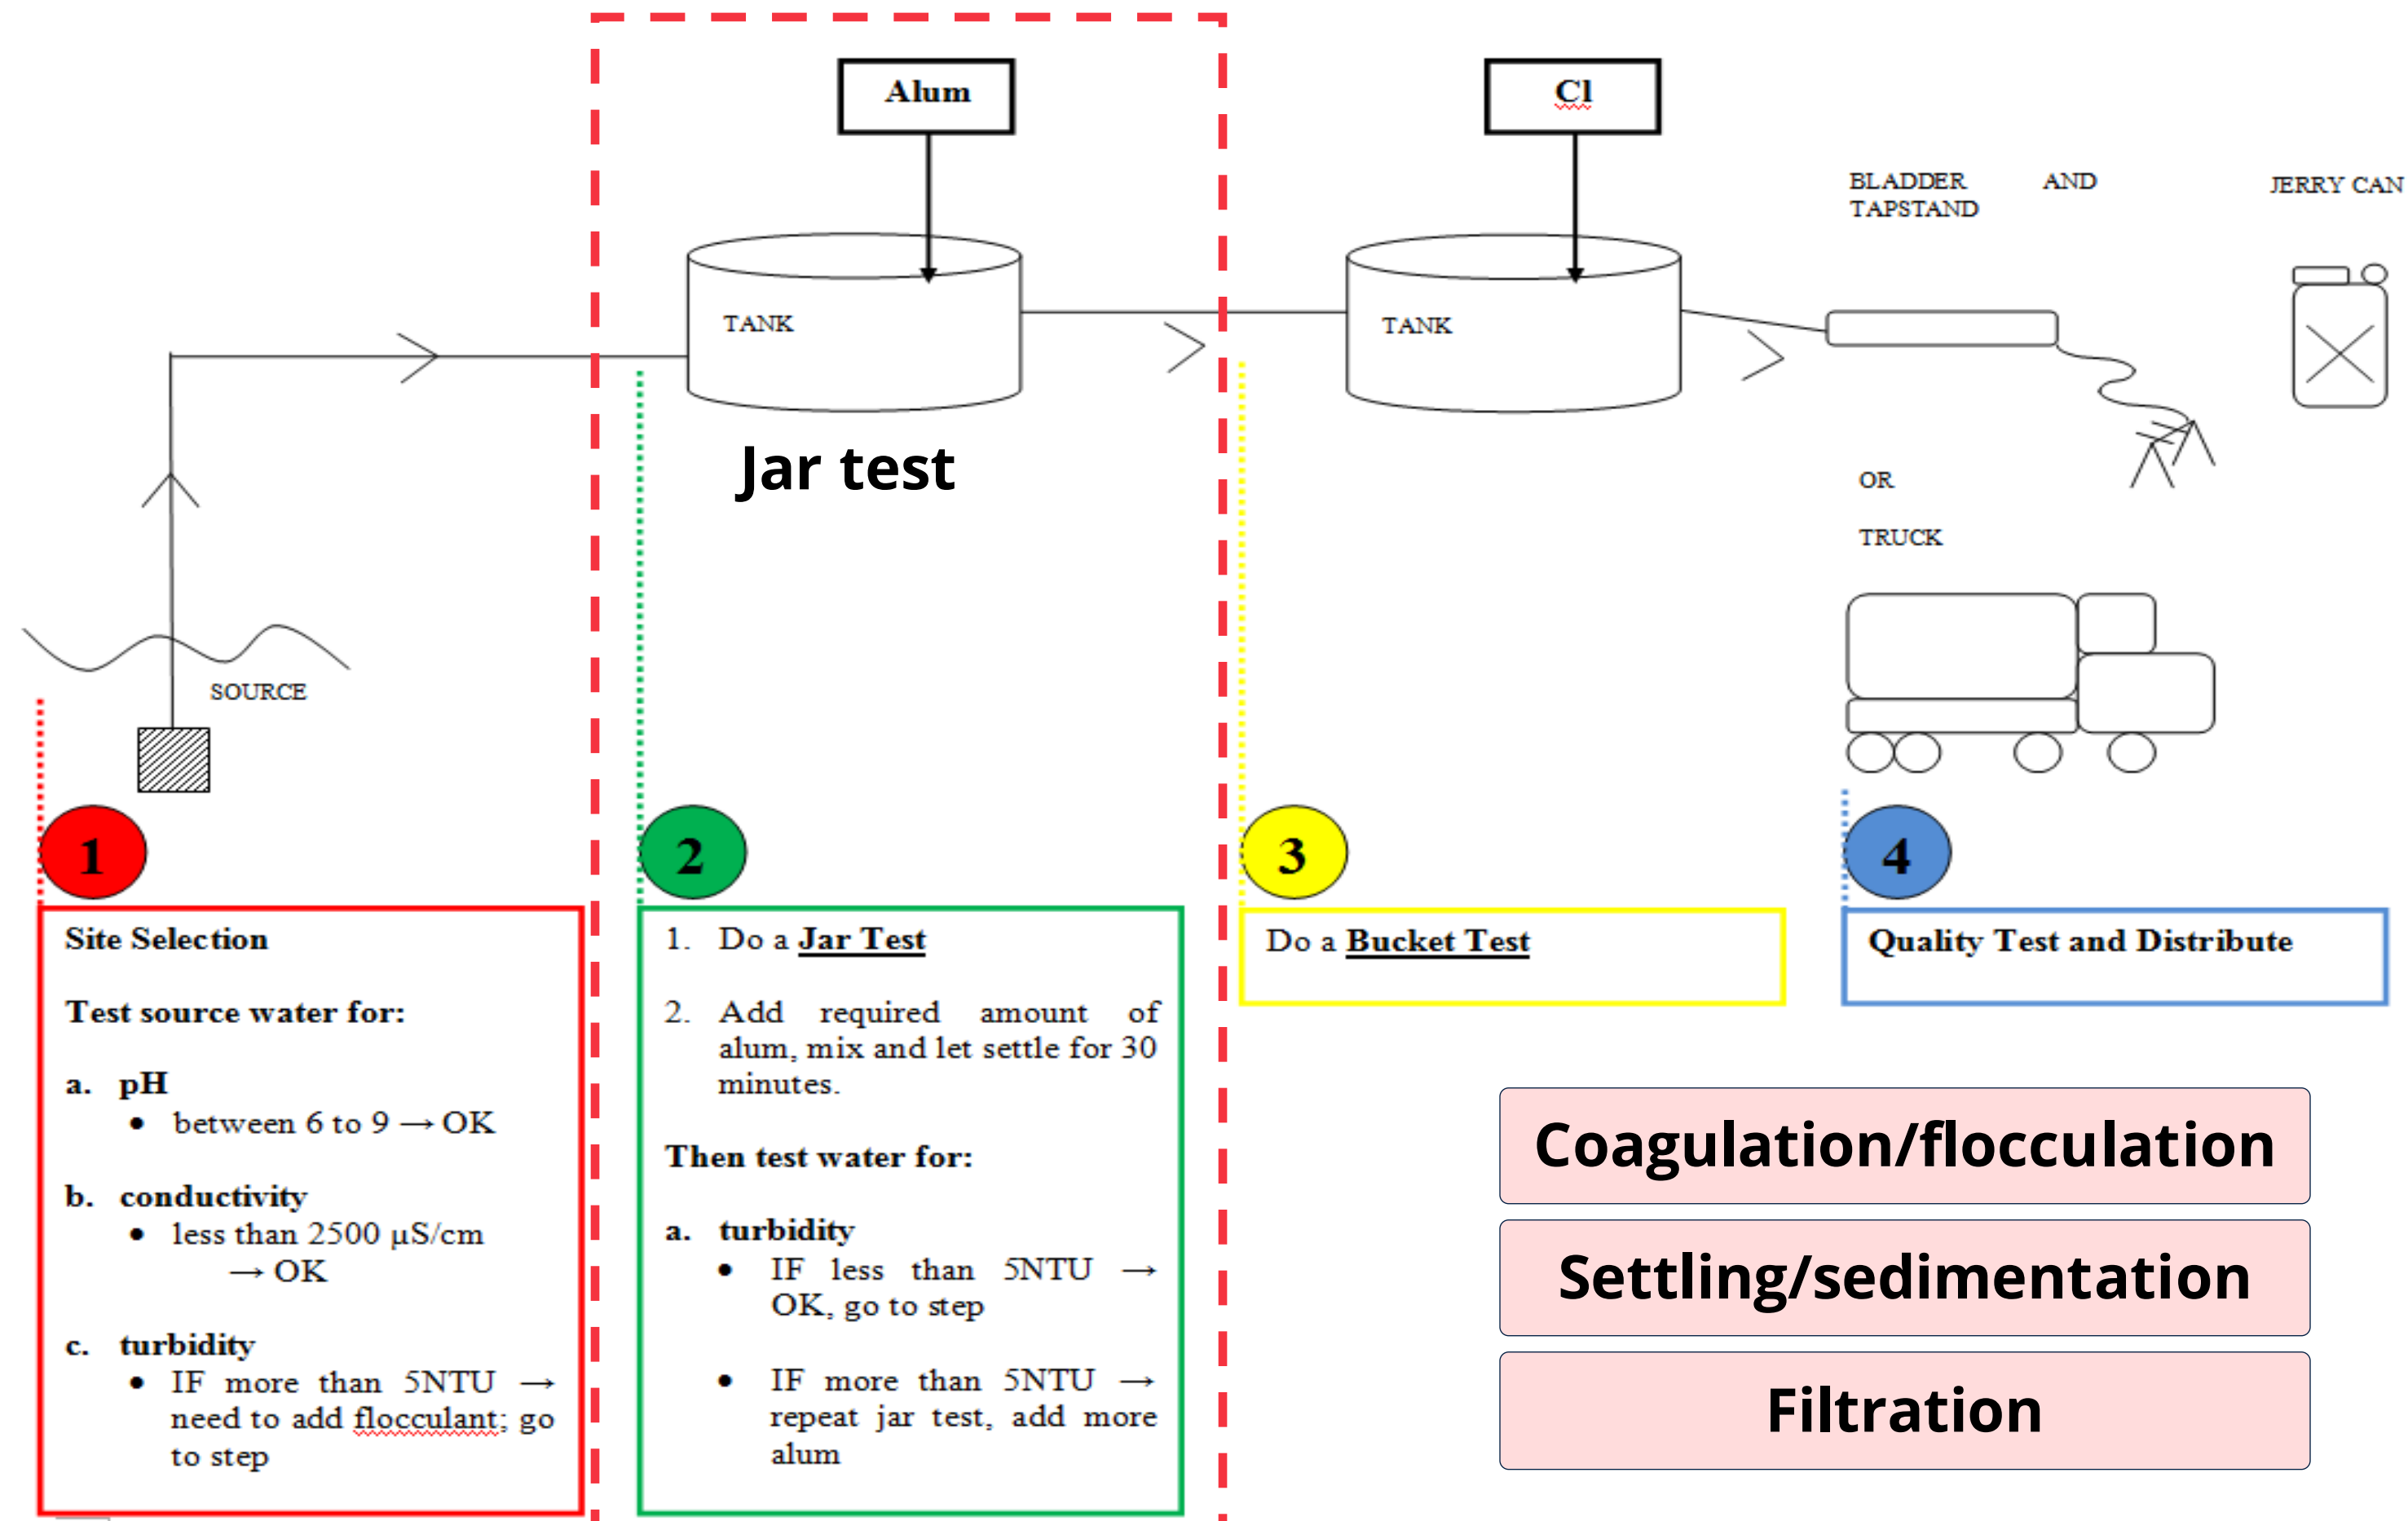 Alum
Cl
BLADDER AND
TAPSTAND
JERRY CAN
TANK
TANK
Jar test
OR
TRUCK
SOURCE
1
2
3
4
Site Selection
Test source water for:
a. pH
• between 6 to 9 → OK
b. conductivity
• less than 2500 µS/cm
→ OK
c. turbidity
• IF more than 5NTU →
need to add flocculant; go
to step
1. Do a Jar Test
2. Add required amount of
alum, mix and let settle for 30
minutes.
Then test water for:
a. turbidity
• IF less than 5NTU →
OK, go to step
• IF more than 5NTU →
repeat jar test, add more
alum
Do a Bucket Test
Quality Test and Distribute
Coagulation/flocculation
Settling/sedimentation
Filtration